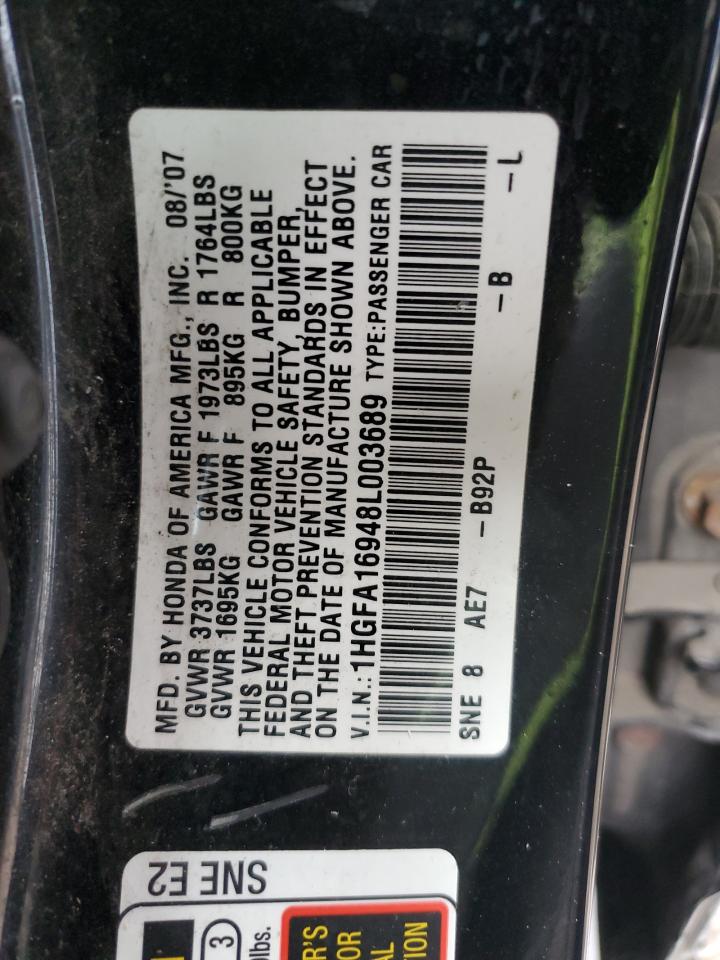 MFD. BY HONDA OF AMERICA MFG., INC. 08/'07
GVWR 3737LBS GAWR F 1973LBS R 1764LBS
GVWR 1695KG GAWR F 895KG R 800KG
THIS VEHICLE CONFORMS TO ALL APPLICABLE
FEDERAL MOTOR VEHICLE SAFETY, BUMPER,
AND THEFT PREVENTION STANDARDS IN EFFECT
ON THE DATE OF MANUFACTURE SHOWN ABOVE.
V.I.N.:1HGFA16948L003689 TYPE:PASSENGER CAR
SNE 8 AE7 -B92P -B -L
SNE E2
3
lbs.